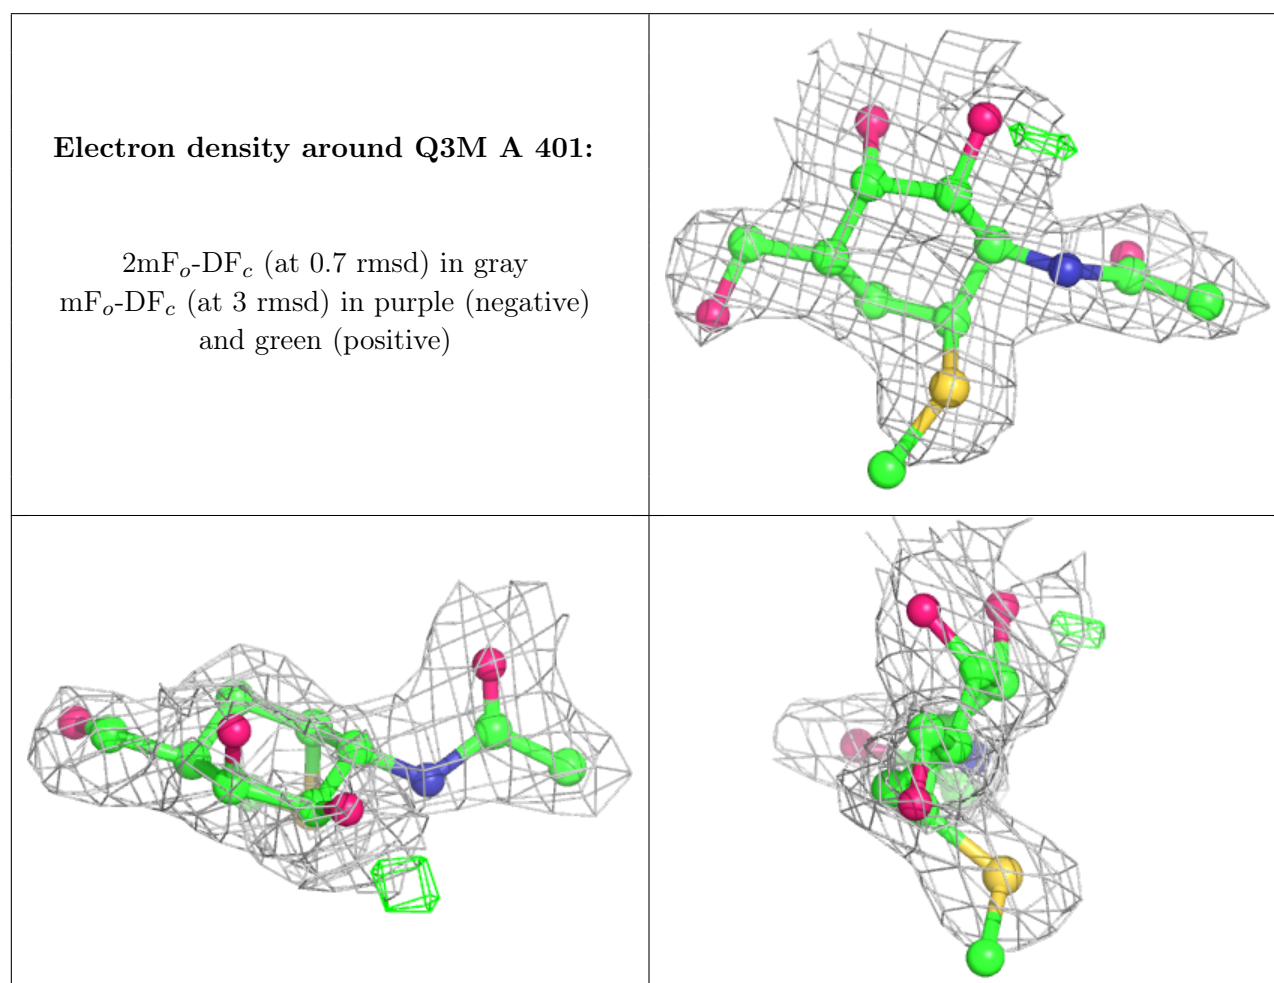 Electron density around Q3M A 401:
2mFo-DFc (at 0.7 rmsd) in gray
mFo-DFc (at 3 rmsd) in purple (negative)
and green (positive)